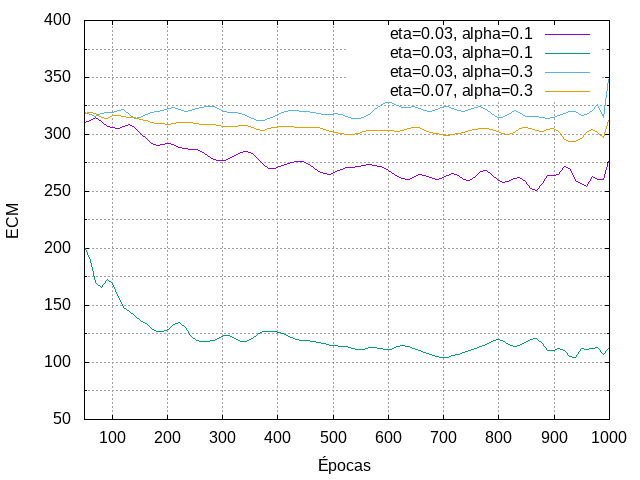 400
350
300
250
200
150
100
50
ECM
eta=0.03, alpha=0.1
eta=0.03, alpha=0.1
eta=0.03, alpha=0.3
eta=0.07, alpha=0.3
100 200 300 400 500 600 700 800 900 1000
Épocas